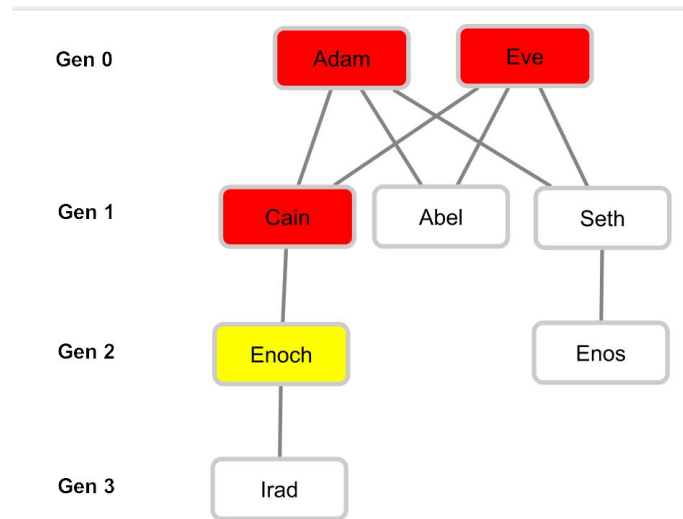 Gen 0 Adam Eve
Gen 1 Cain Abel Seth
Gen 2 Enoch Enos
Gen 3 Irad